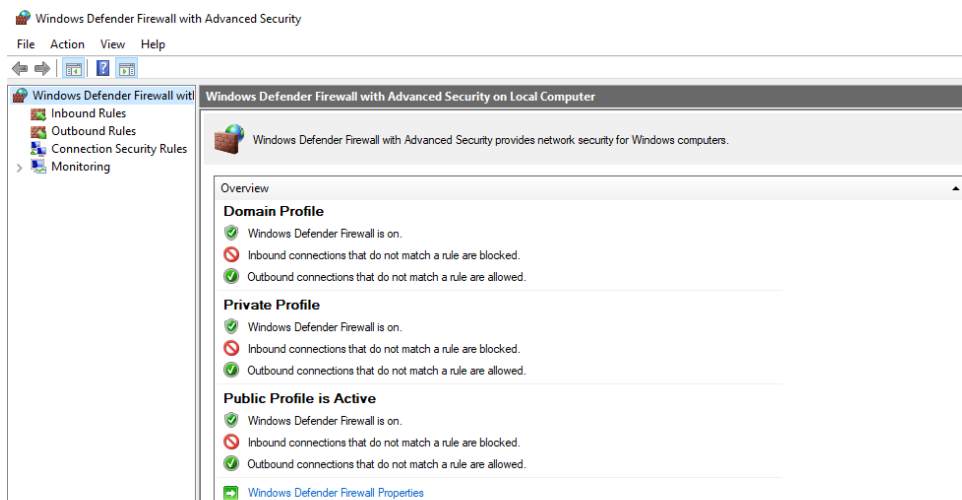 Windows Defender Firewall with Advanced Security
File Action View Help
Windows Defender Firewall with
Inbound Rules
Outbound Rules
Connection Security Rules
Monitoring
Windows Defender Firewall with Advanced Security on Local Computer
Windows Defender Firewall with Advanced Security provides network security for Windows computers.
Overview
Domain Profile
Windows Defender Firewall is on.
Inbound connections that do not match a rule are blocked.
Outbound connections that do not match a rule are allowed.
Private Profile
Windows Defender Firewall is on.
Inbound connections that do not match a rule are blocked.
Outbound connections that do not match a rule are allowed.
Public Profile is Active
Windows Defender Firewall is on.
Inbound connections that do not match a rule are blocked.
Outbound connections that do not match a rule are allowed.
Windows Defender Firewall Properties